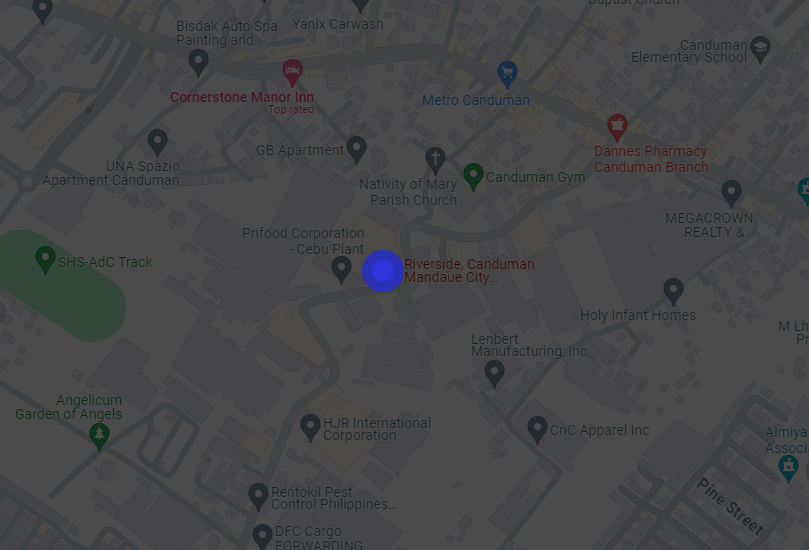 Baptist Church
Bisdak Auto Spa
Painting and...
Yanix Carwash
Canduman
Elementary School
Cornerstone Manor Inn
Top rated
Metro Canduman
GB Apartment
Dannes Pharmacy
Canduman Branch
UNA Spazio
Apartment Canduman
Nativity of Mary
Parish Church
Canduman Gym
MEGACROWN
REALTY &...
Prifood Corporation
- Cebu Plant
SHS-AdC Track
Riverside, Canduman
Mandaue City...
Holy Infant Homes
Lenbert
Manufacturing, Inc
M Lh
Pr
Angelicum
Garden of Angels
HJR International
Corporation
CnC Apparel Inc
Almiya
Associ
Rentokil Pest
Control Philippines...
Pine Street
DFC Cargo
FORWARDING